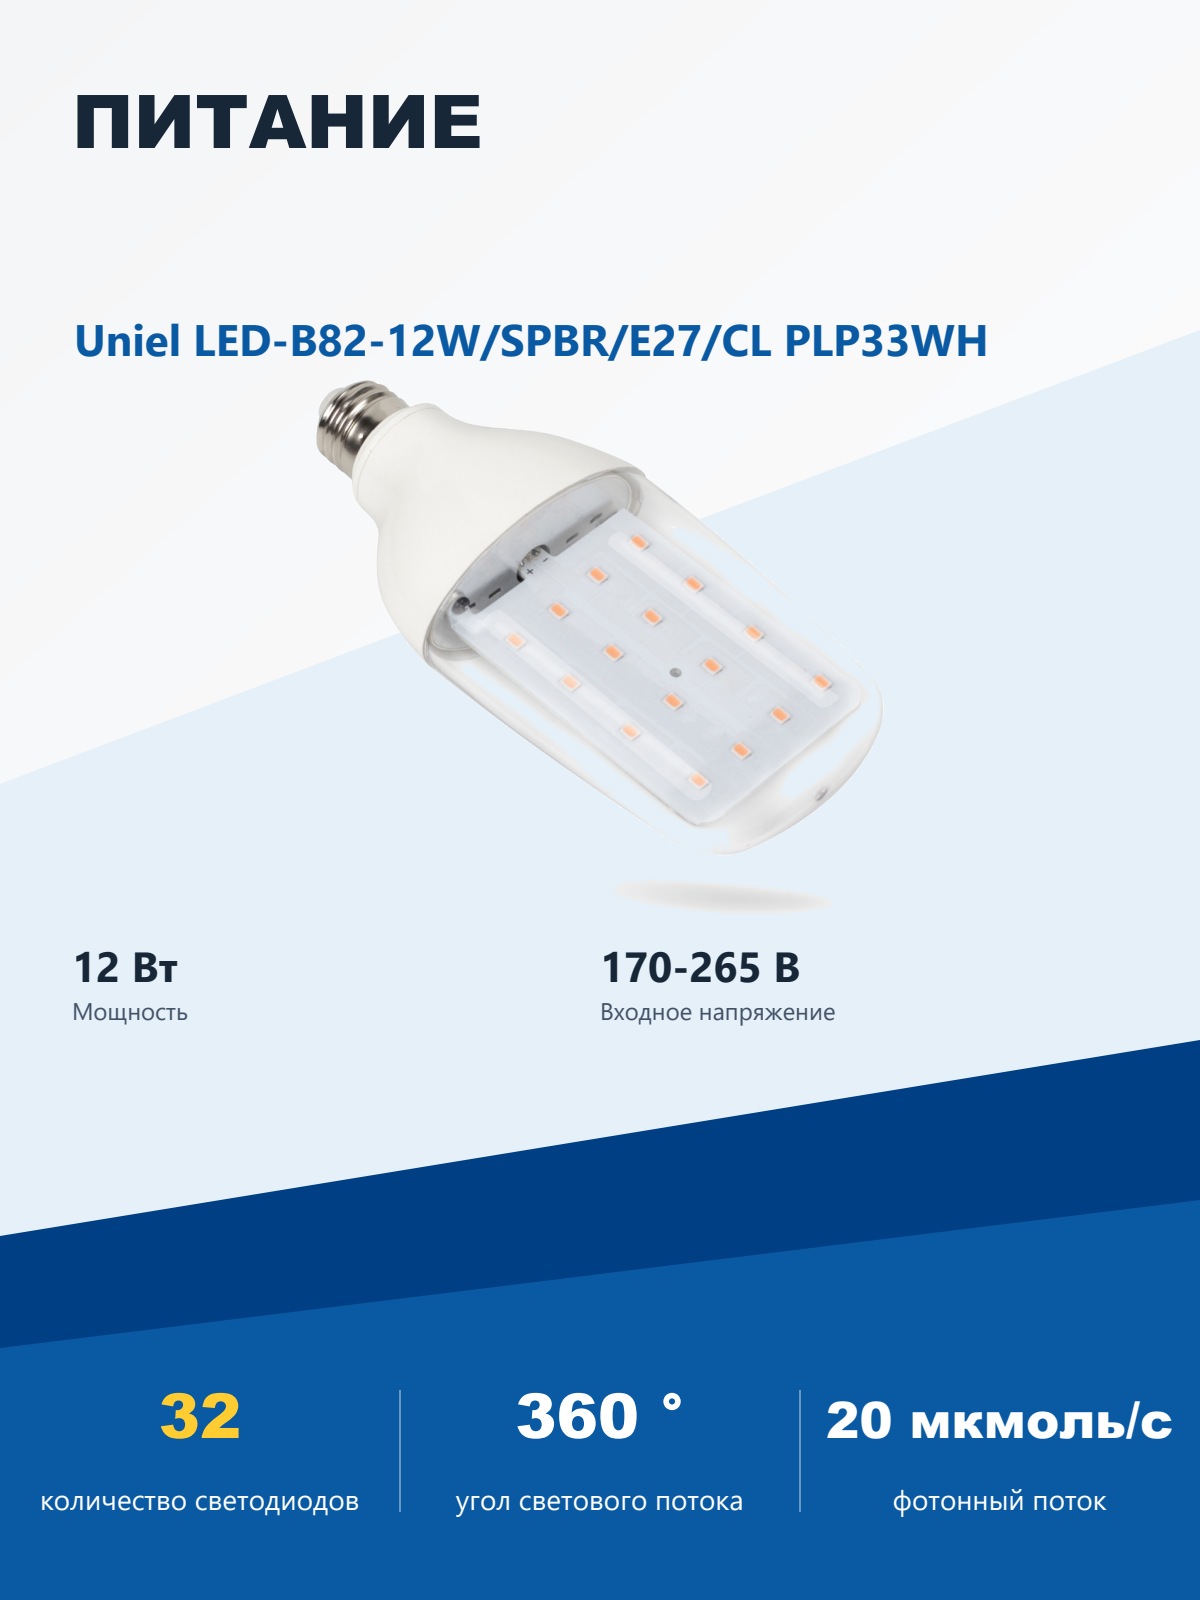 ПИТАНИЕ
Uniel LED-B82-12W/SPBR/E27/CL PLP33WH
12 Вт
Мощность
170-265 В
Входное напряжение
32
количество светодиодов
360 °
угол светового потока
20 мкмоль/с
фотонный поток